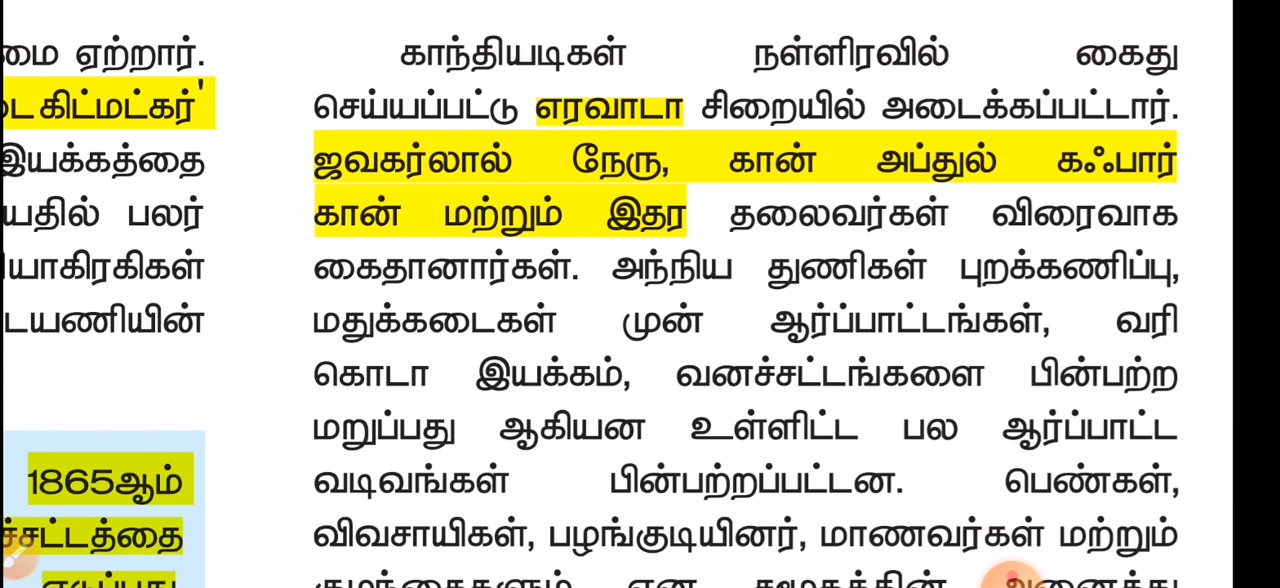 மை ஏற்றார்.
கிட்மட்கர்'
இயக்கத்தை
யதில் பலர்
யாகிரகிகள்
டயணியின்
1865ஆம்
ச்சட்டத்தை
காந்தியடிகள் நள்ளிரவில் கைது
செய்யப்பட்டு எரவாடா சிறையில் அடைக்கப்பட்டார்.
ஜவகர்லால் நேரு, கான் அப்துல் கஃபார்
கான் மற்றும் இதர தலைவர்கள் விரைவாக
கைதானார்கள். அந்நிய துணிகள் புறக்கணிப்பு,
மதுக்கடைகள் முன் ஆர்ப்பாட்டங்கள், வரி
கொடா இயக்கம், வனச்சட்டங்களை பின்பற்ற
மறுப்பது ஆகியன உள்ளிட்ட பல ஆர்ப்பாட்ட
வடிவங்கள் பின்பற்றப்பட்டன. பெண்கள்,
விவசாயிகள், பழங்குடியினர், மாணவர்கள் மற்றும்